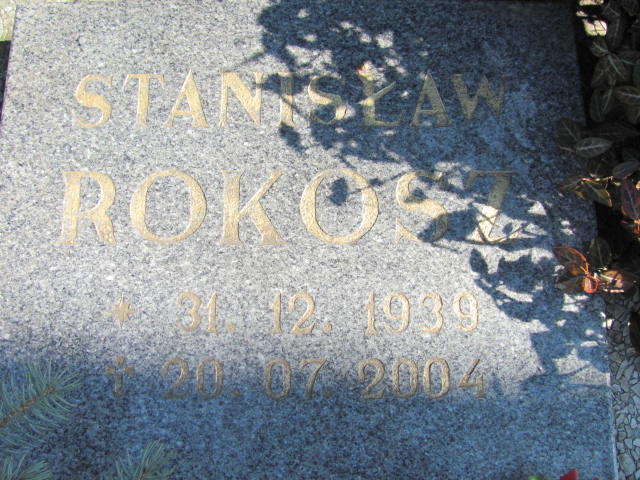 STANISŁAW
ROKOSZ
* 31. 12. 1939
† 20. 07. 2004